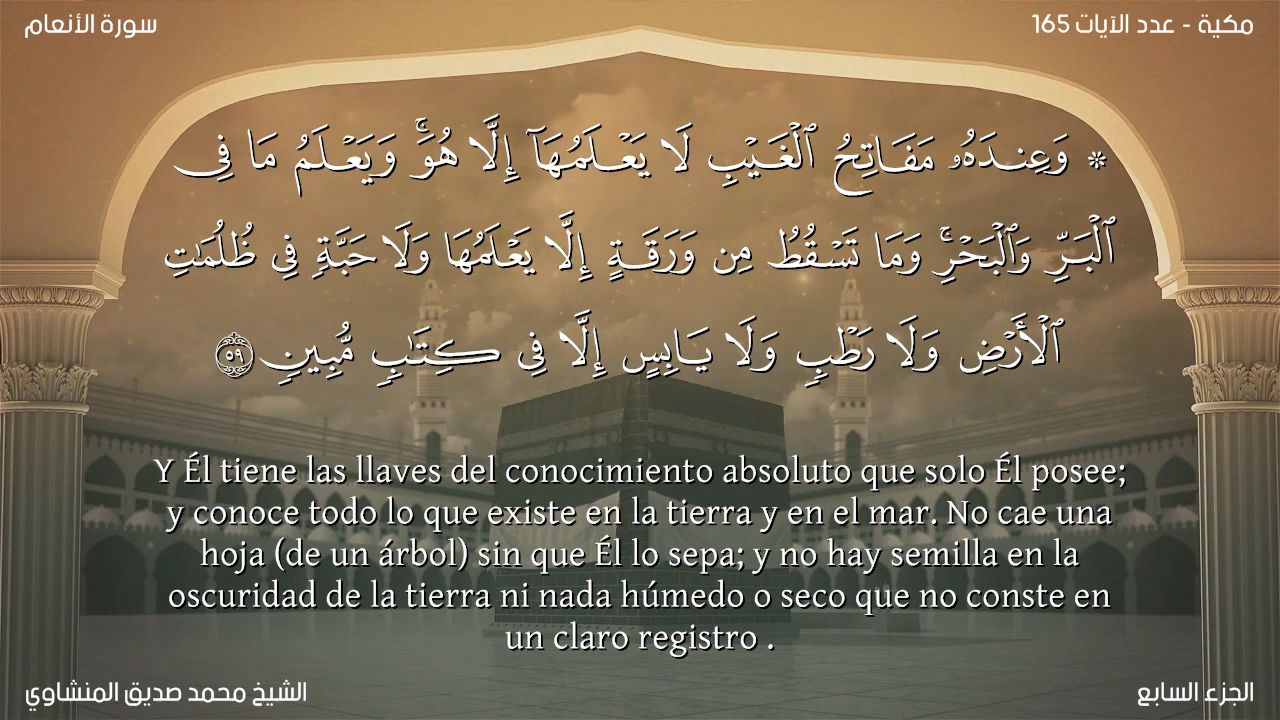 سورة الأنعام
مكية - عدد الآيات 165
* وَعِندَهُۥ مَفَاتِحُ ٱلْغَيْبِ لَا يَعْلَمُهَآ إِلَّا هُوَۚ وَيَعْلَمُ مَا فِى
ٱلْبَرِّ وَٱلْبَحْرِۚ وَمَا تَسْقُطُ مِن وَرَقَةٍ إِلَّا يَعْلَمُهَا وَلَا حَبَّةٍ فِى ظُلُمَٰتِ
ٱلْأَرْضِ وَلَا رَطْبٍ وَلَا يَابِسٍ إِلَّا فِى كِتَٰبٍ مُّبِينٍ ٥٩
Y Él tiene las llaves del conocimiento absoluto que solo Él posee;
y conoce todo lo que existe en la tierra y en el mar. No cae una
hoja (de un árbol) sin que Él lo sepa; y no hay semilla en la
oscuridad de la tierra ni nada húmedo o seco que no conste en
un claro registro .
الشيخ محمد صديق المنشاوي
الجزء السابع